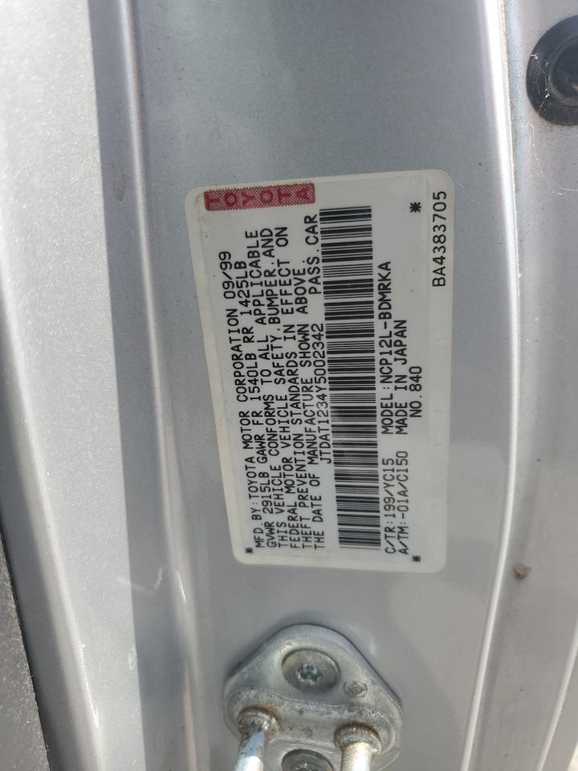 TOYOTA
MFD BY:TOYOTA MOTOR CORPORATION 09/99
GVWR 2915LB GAWR FR 1540LB RR 1425LB
THIS VEHICLE CONFORMS TO ALL APPLICABLE
FEDERAL MOTOR VEHICLE SAFETY,BUMPER,AND
THEFT PREVENTION STANDARDS IN EFFECT ON
THE DATE OF MANUFACTURE SHOWN ABOVE.
JTDAT1234Y5002342 PASS.CAR
C/TR:199/YC15 MODEL:NCP12L-BDMRKA
A/TM:-01A/C150 MADE IN JAPAN
* NO.840 *
BA4383705